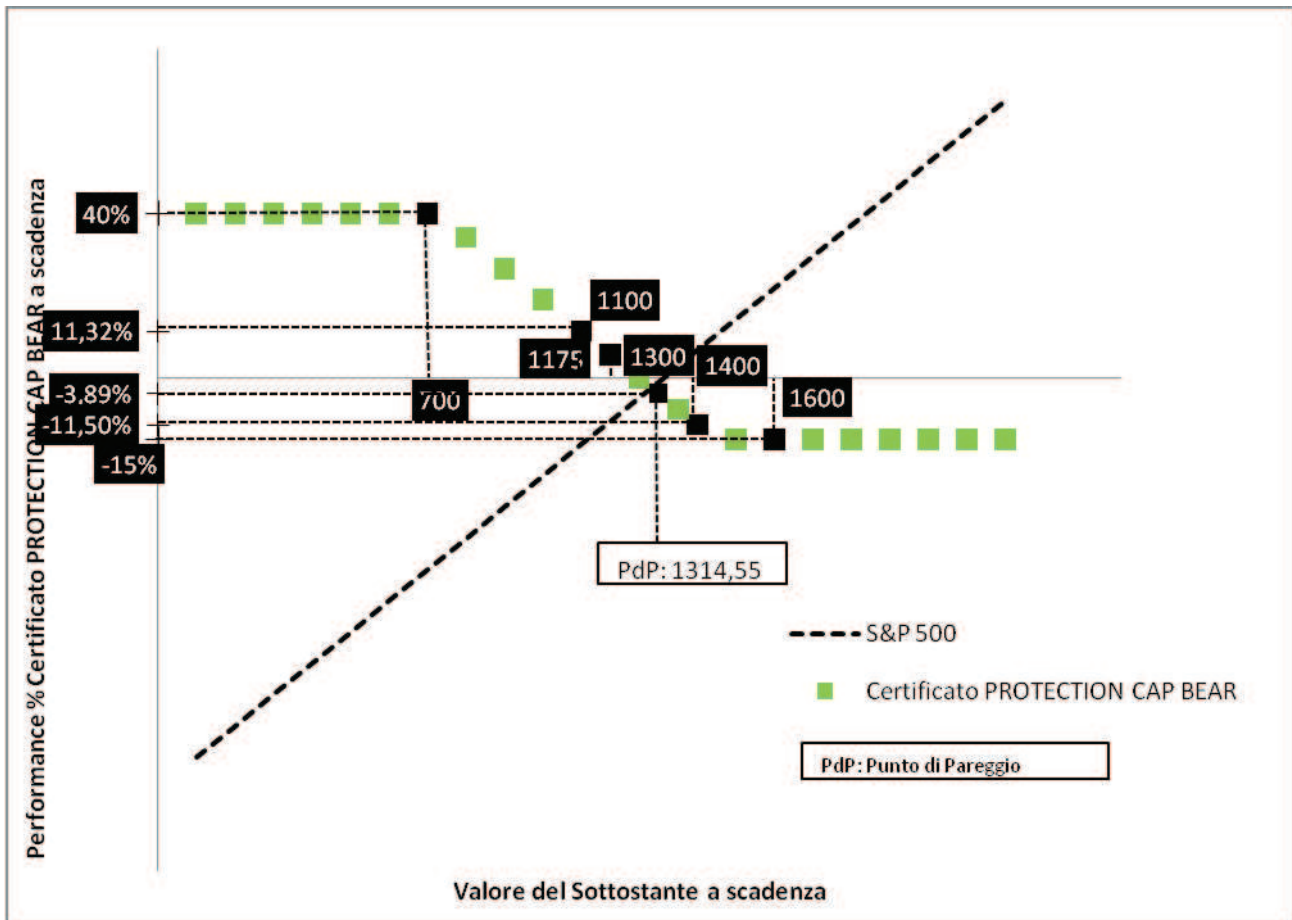 Performance % Certificato PROTECTION CAP BEAR a scadenza
40%
11,32%
-3.89%
-11,50%
-15%
1100
1175
1300
1400
700
1600
PdP: 1314,55
S&P 500
Certificato PROTECTION CAP BEAR
PdP: Punto di Pareggio
Valore del Sottostante a scadenza